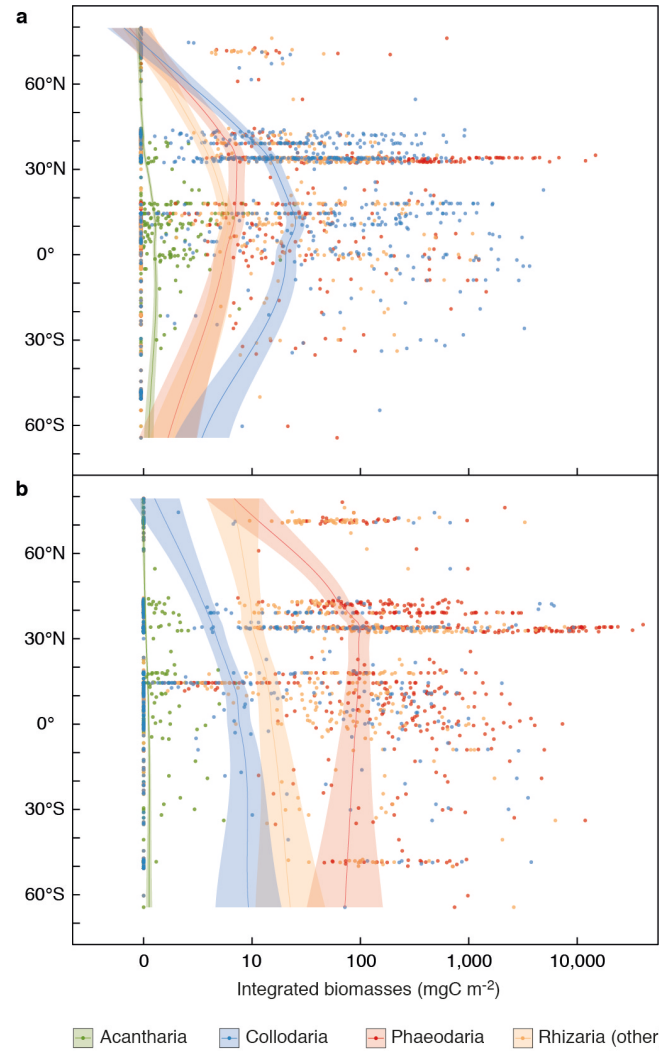 a
60°N
30°N
0°
30°S
60°S
b
60°N
30°N
0°
30°S
60°S
0 10 100 1,000 10,000
Integrated biomasses (mgC m-2)
Acantharia Collodaria Phaeodaria Rhizaria (other